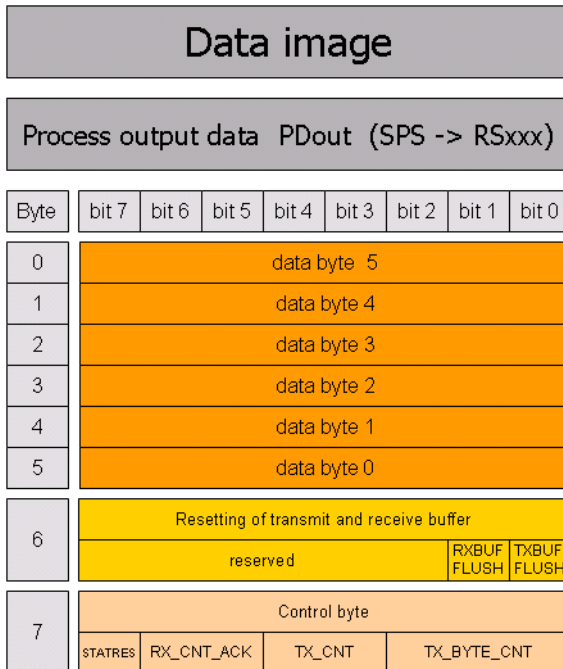 Data image
Process output data PDout (SPS -> RSxxx)
Byte bit 7 bit 6 bit 5 bit 4 bit 3 bit 2 bit 1 bit 0
0 data byte 5
1 data byte 4
2 data byte 3
3 data byte 2
4 data byte 1
5 data byte 0
6 Resetting of transmit and receive buffer
reserved RXBUF FLUSH TXBUF FLUSH
7 Control byte
STATRES RX_CNT_ACK TX_CNT TX_BYTE_CNT